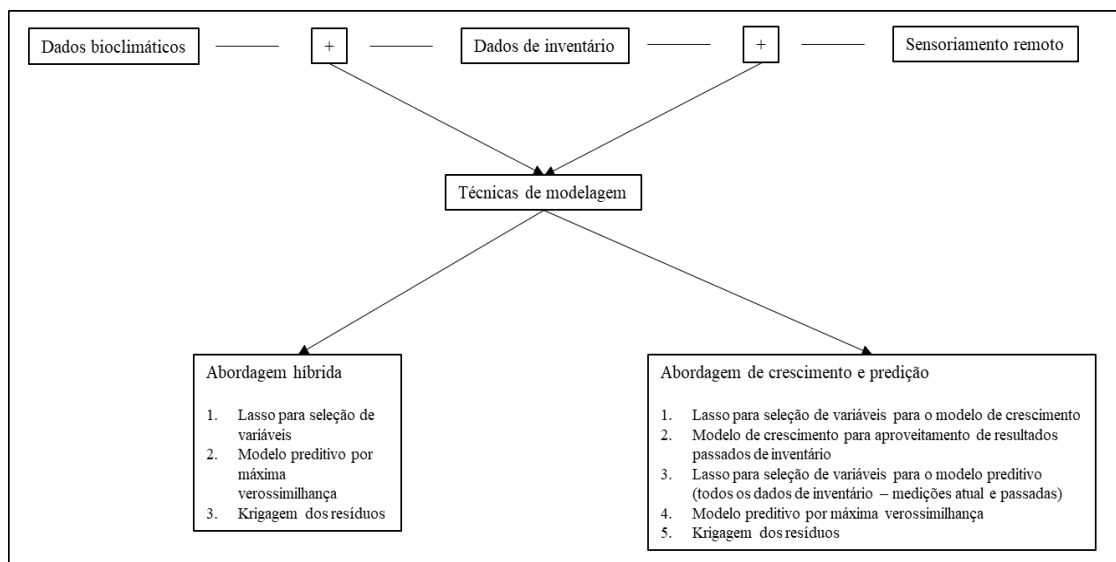 Dados bioclimáticos
+
Dados de inventário
+
Sensoriamento remoto
Técnicas de modelagem
Abordagem híbrida
1. Lasso para seleção de
variáveis
2. Modelo preditivo por
máxima
verossimilhança
3. Krigagem dos resíduos
Abordagem de crescimento e predição
1. Lasso para seleção de variáveis para o modelo de crescimento
2. Modelo de crescimento para aproveitamento de resultados
passados de inventário
3. Lasso para seleção de variáveis para o modelo preditivo
(todos os dados de inventário – medições atual e passadas)
4. Modelo preditivo por máxima verossimilhança
5. Krigagem dos resíduos